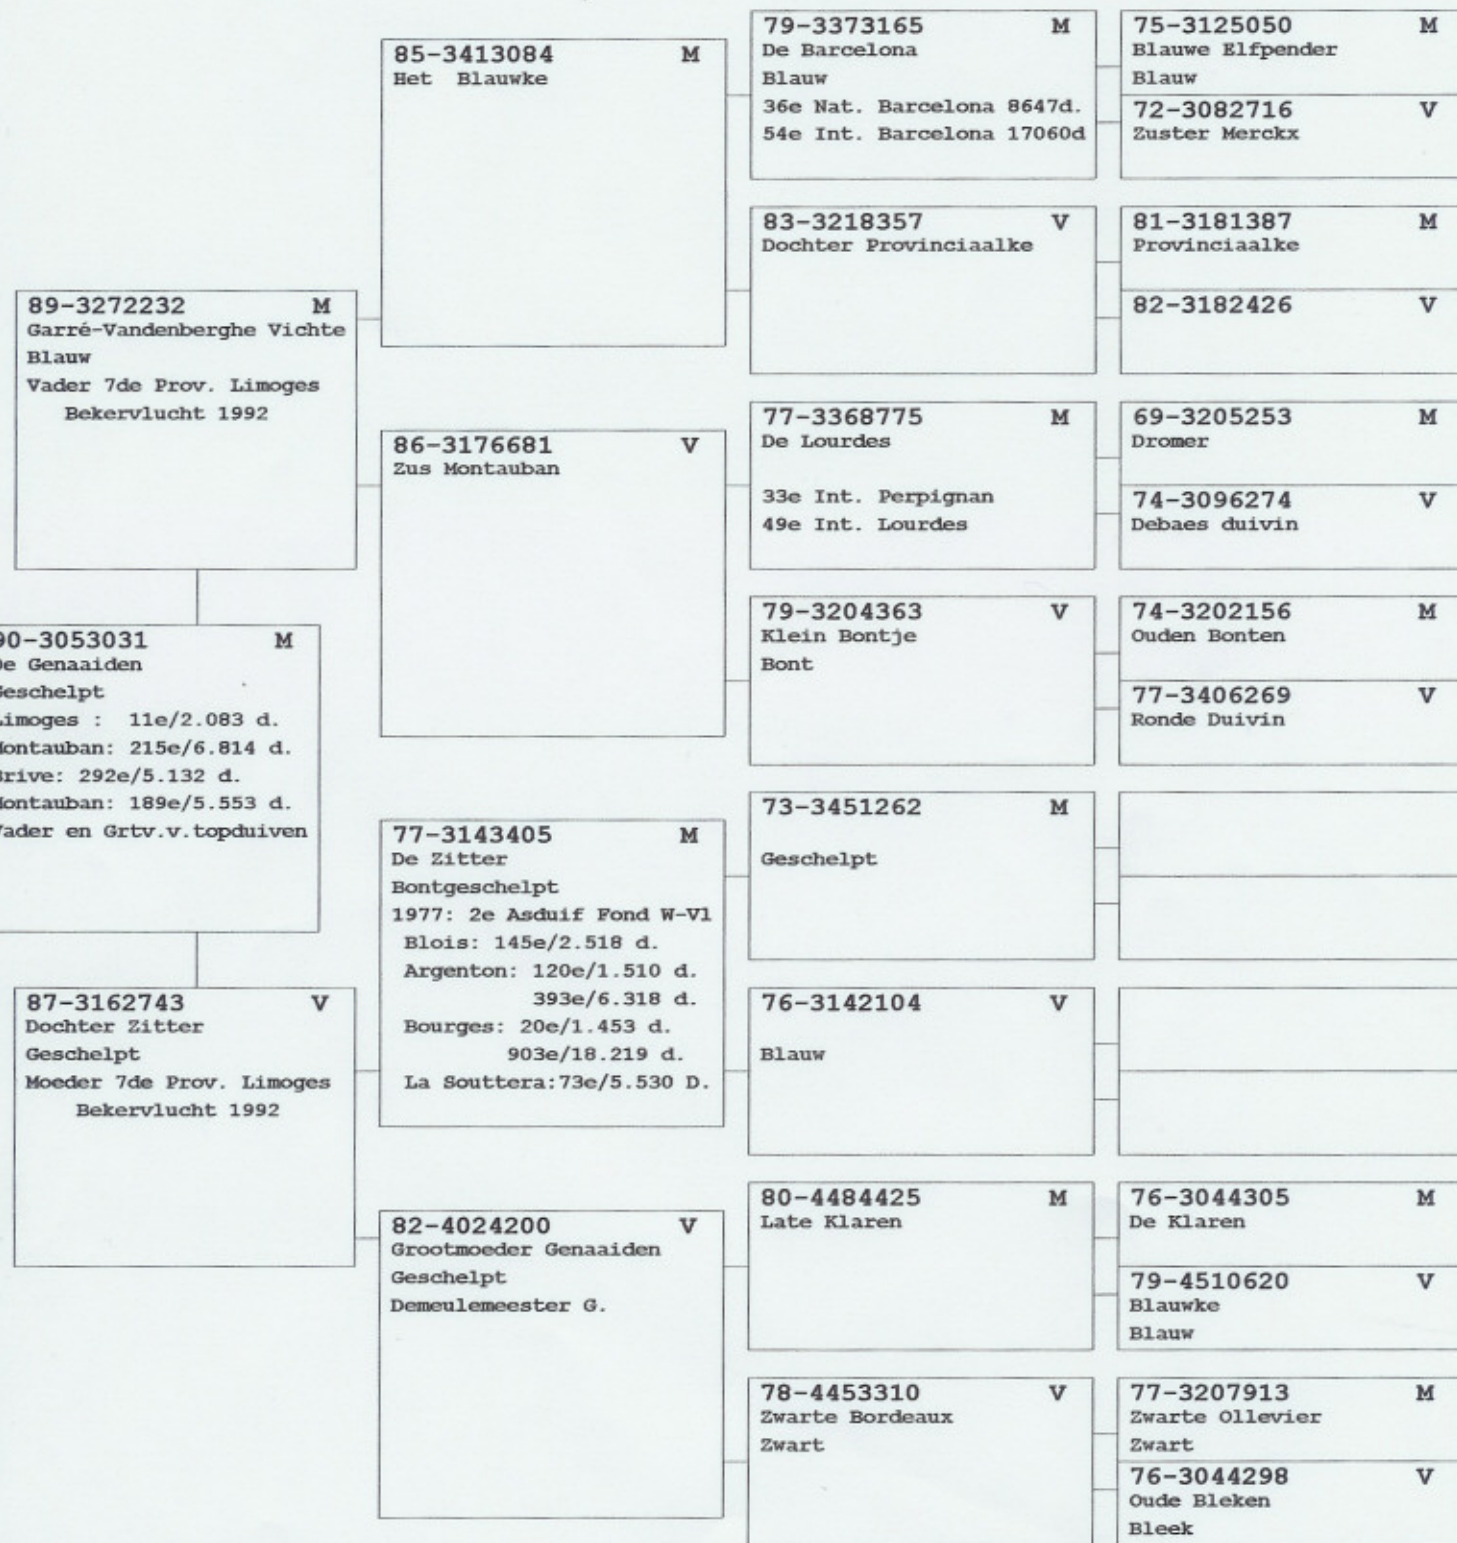 89-3272232 M
Garré-Vandenberghe Vichte
Blauw
Vader 7de Prov. Limoges
Bekervlucht 1992
90-3053031 M
De Genaaiden
Geschelpt
Limoges : 11e/2.083 d.
Montauban: 215e/6.814 d.
Brive: 292e/5.132 d.
Montauban: 189e/5.553 d.
Vader en Grtv.v.topduiven
87-3162743 V
Dochter Zitter
Geschelpt
Moeder 7de Prov. Limoges
Bekervlucht 1992
85-3413084 M
Het Blauwke
86-3176681 V
Zus Montauban
77-3143405 M
De Zitter
Bontgeschelpt
1977: 2e Asduif Fond W-Vl
Blois: 145e/2.518 d.
Argenton: 120e/1.510 d.
393e/6.318 d.
Bourges: 20e/1.453 d.
903e/18.219 d.
La Souttera:73e/5.530 D.
82-4024200 V
Grootmoeder Genaaiden
Geschelpt
Demeulemeester G.
79-3373165 M
De Barcelona
Blauw
36e Nat. Barcelona 8647d.
54e Int. Barcelona 17060d
83-3218357 V
Dochter Provinciaalke
77-3368775 M
De Lourdes
33e Int. Perpignan
49e Int. Lourdes
79-3204363 V
Klein Bontje
Bont
73-3451262 M
Geschelpt
76-3142104 V
Blauw
80-4484425 M
Late Klaren
78-4453310 V
Zwarte Bordeaux
Zwart
75-3125050 M
Blauwe Elfpender
Blauw
72-3082716 V
Zuster Merckx
81-3181387 M
Provinciaalke
82-3182426 V
69-3205253 M
Dromer
74-3096274 V
Debaes duivin
74-3202156 M
Ouden Bonten
77-3406269 V
Ronde Duivin
76-3044305 M
De Klaren
79-4510620 V
Blauwke
Blauw
77-3207913 M
Zwarte Ollevier
Zwart
76-3044298 V
Oude Bleken
Bleek